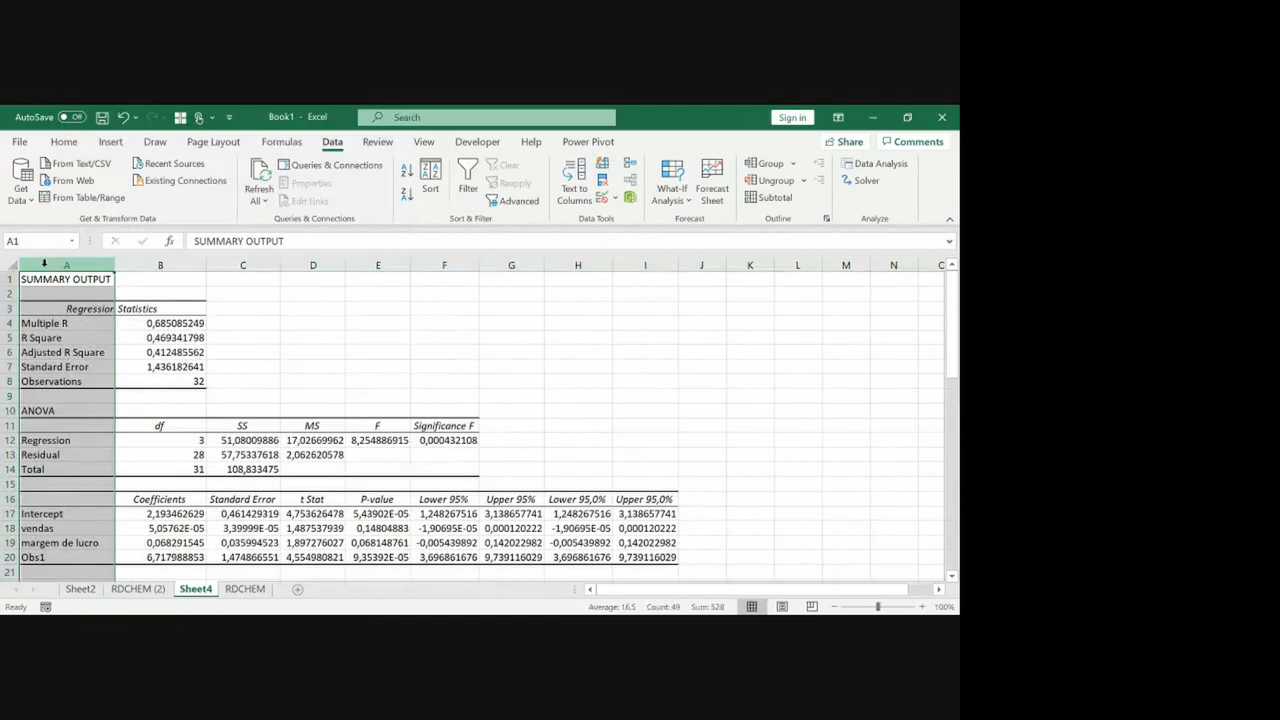 AutoSave Off Book1 - Excel Search Sign in
File Home Insert Draw Page Layout Formulas Data Review View Developer Help Power Pivot Share Comments
Get Data
From Text/CSV
From Web
From Table/Range
Recent Sources
Existing Connections
Get & Transform Data
Refresh All
Queries & Connections
Properties
Edit Links
Queries & Connections
Sort
Filter
Clear
Reapply
Advanced
Sort & Filter
Text to Columns
Data Tools
What-If Analysis
Forecast Sheet
Forecast
Group
Ungroup
Subtotal
Outline
Data Analysis
Solver
Analyze
A1 fx SUMMARY OUTPUT
A B C D E F G H I J K L M N
1 SUMMARY OUTPUT
2
3 Regression Statistics
4 Multiple R 0,685085249
5 R Square 0,469341798
6 Adjusted R Square 0,412485562
7 Standard Error 1,436182641
8 Observations 32
9
10 ANOVA
11 df SS MS F Significance F
12 Regression 3 51,08009886 17,02669962 8,254886915 0,000432108
13 Residual 28 57,75337618 2,062620578
14 Total 31 108,833475
15
16 Coefficients Standard Error t Stat P-value Lower 95% Upper 95% Lower 95,0% Upper 95,0%
17 Intercept 2,193462629 0,461429319 4,753626478 5,43902E-05 1,248267516 3,138657741 1,248267516 3,138657741
18 vendas 5,05762E-05 3,39999E-05 1,487537939 0,14804883 -1,90695E-05 0,000120222 -1,90695E-05 0,000120222
19 margem de lucro 0,068291545 0,035994523 1,897276027 0,068148761 -0,005439892 0,142022982 -0,005439892 0,142022982
20 Obs1 6,717988853 1,474866551 4,554980821 9,35392E-05 3,696861676 9,739116029 3,696861676 9,739116029
21
Sheet2 RDCHEM (2) Sheet4 RDCHEM
Ready Average: 16,5 Count: 49 Sum: 528 100%